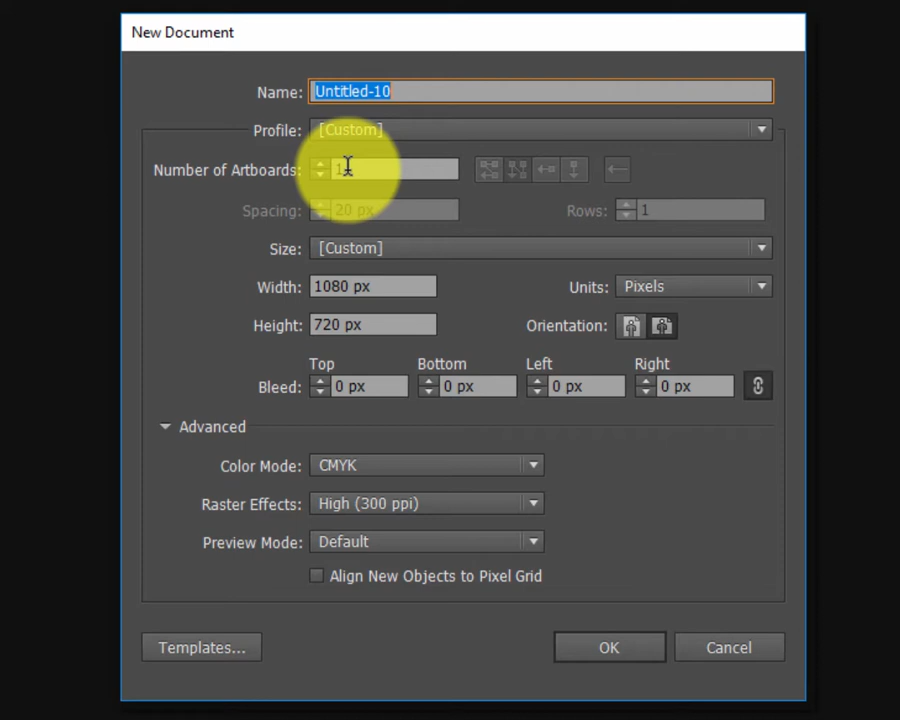 New Document
Name: Untitled-10
Profile: [Custom]
Number of Artboards: 1
Spacing: 20 px Rows: 1
Size: [Custom]
Width: 1080 px Units: Pixels
Height: 720 px Orientation:
Top Bottom Left Right
Bleed: 0 px 0 px 0 px 0 px
Advanced
Color Mode: CMYK
Raster Effects: High (300 ppi)
Preview Mode: Default
Align New Objects to Pixel Grid
Templates... OK Cancel